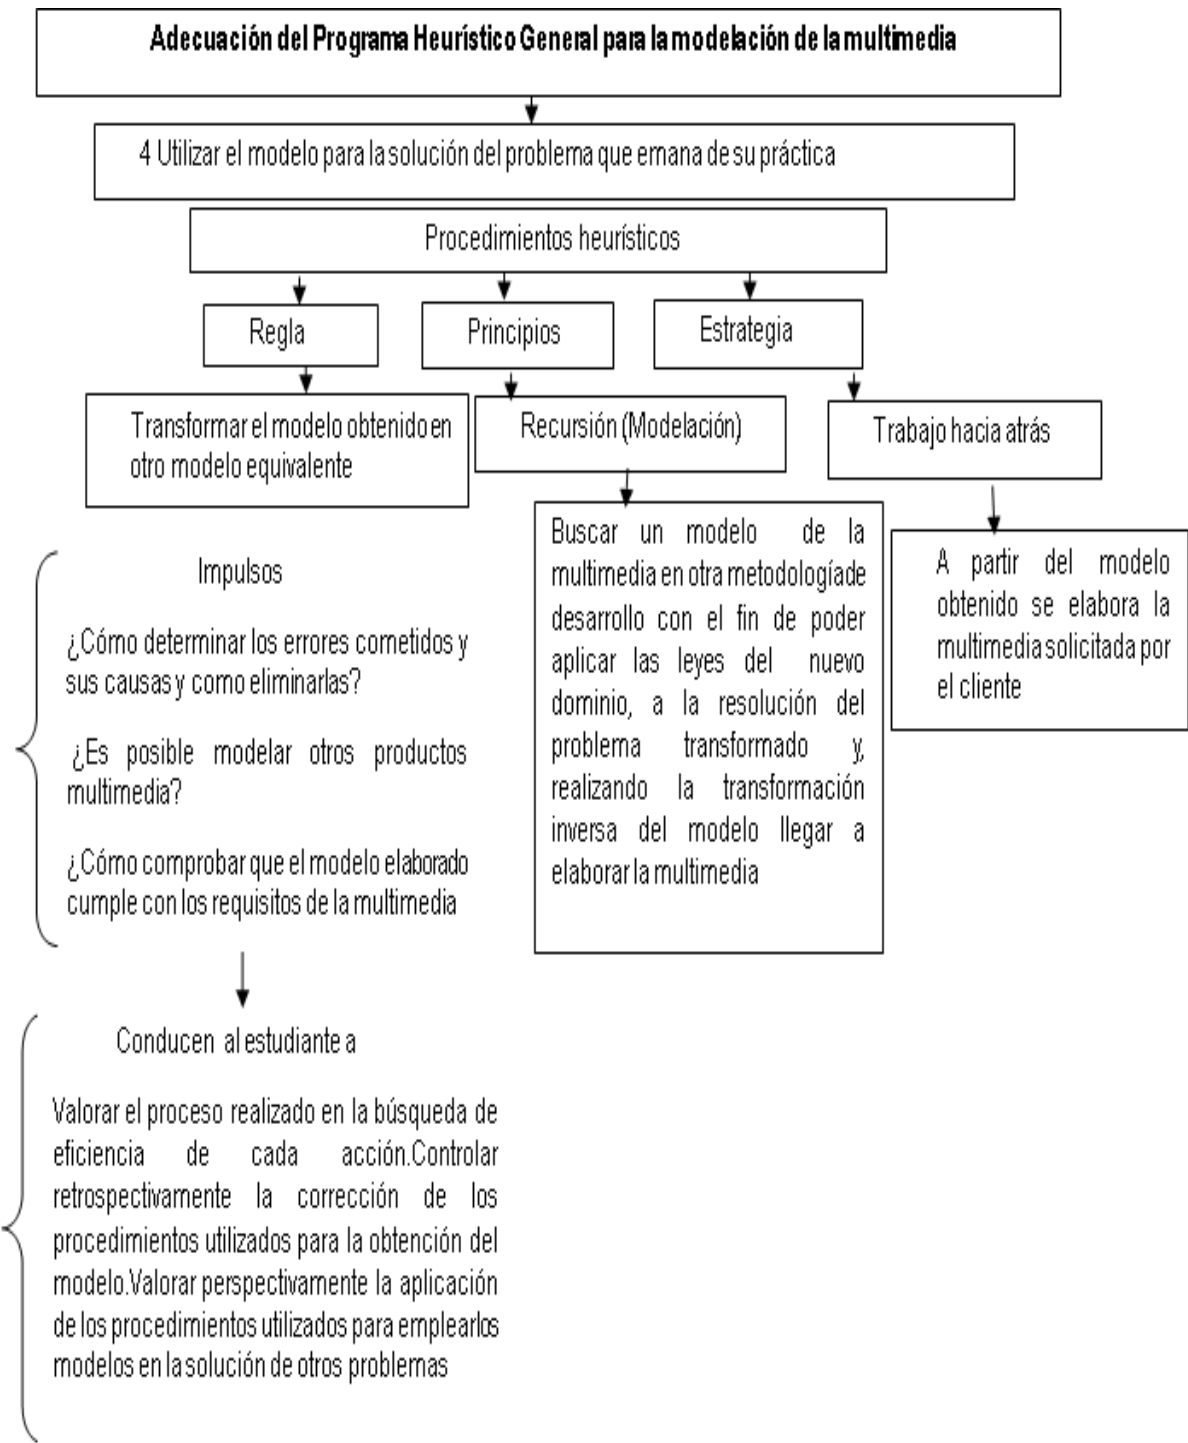 Adecuación del Programa Heurístico General para la modelación de la multimedia
4 Utilizar el modelo para la solución del problema que emana de su práctica
Procedimientos heurísticos
Regla
Principios
Estrategia
Transformar el modelo obtenido en
otro modelo equivalente
Recursión (Modelación)
Trabajo hacia atrás
Buscar un modelo de la
multimedia en otra metodologíade
desarrollo con el fin de poder
aplicar las leyes del nuevo
dominio, a la resolución del
problema transformado y,
realizando la transformación
inversa del modelo llegar a
elaborar la multimedia
A partir del modelo
obtenido se elabora la
multimedia solicitada por
el cliente
Impulsos
¿Cómo determinar los errores cometidos y
sus causas y como eliminarlas?
¿Es posible modelar otros productos
multimedia?
¿Cómo comprobar que el modelo elaborado
cumple con los requisitos de la multimedia
Conducen al estudiante a
Valorar el proceso realizado en la búsqueda de
eficiencia de cada acción.Controlar
retrospectivamente la corrección de los
procedimientos utilizados para la obtención del
modelo.Valorar perspectivamente la aplicación
de los procedimientos utilizados para emplearlos
modelos en la solución de otros problemas